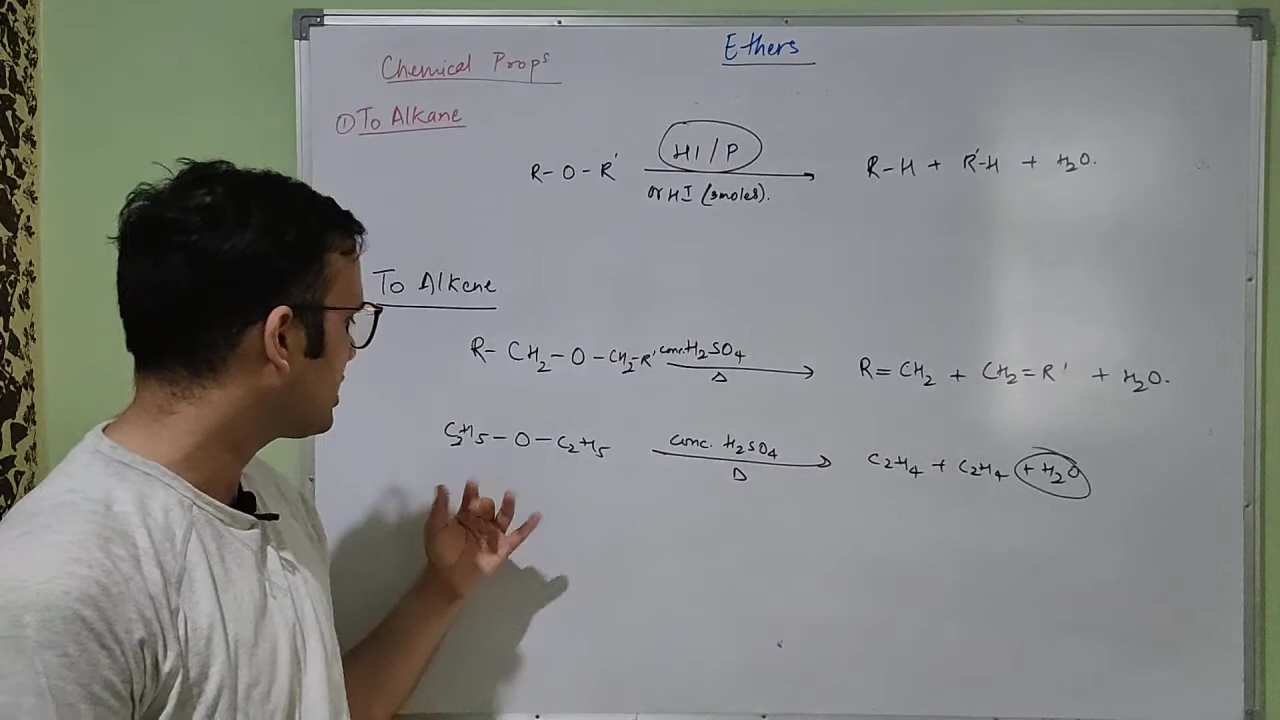 Ethers
Chemical Props
① To Alkane
R-O-R' HI/P R-H + R'-H + H2O.
or HI (3moles).
To Alkene
R-CH2-O-CH2-R' conc. H2SO4 Δ R=CH2 + CH2=R' + H2O.
C2H5-O-C2H5 conc. H2SO4 Δ C2H4 + C2H4 + H2O